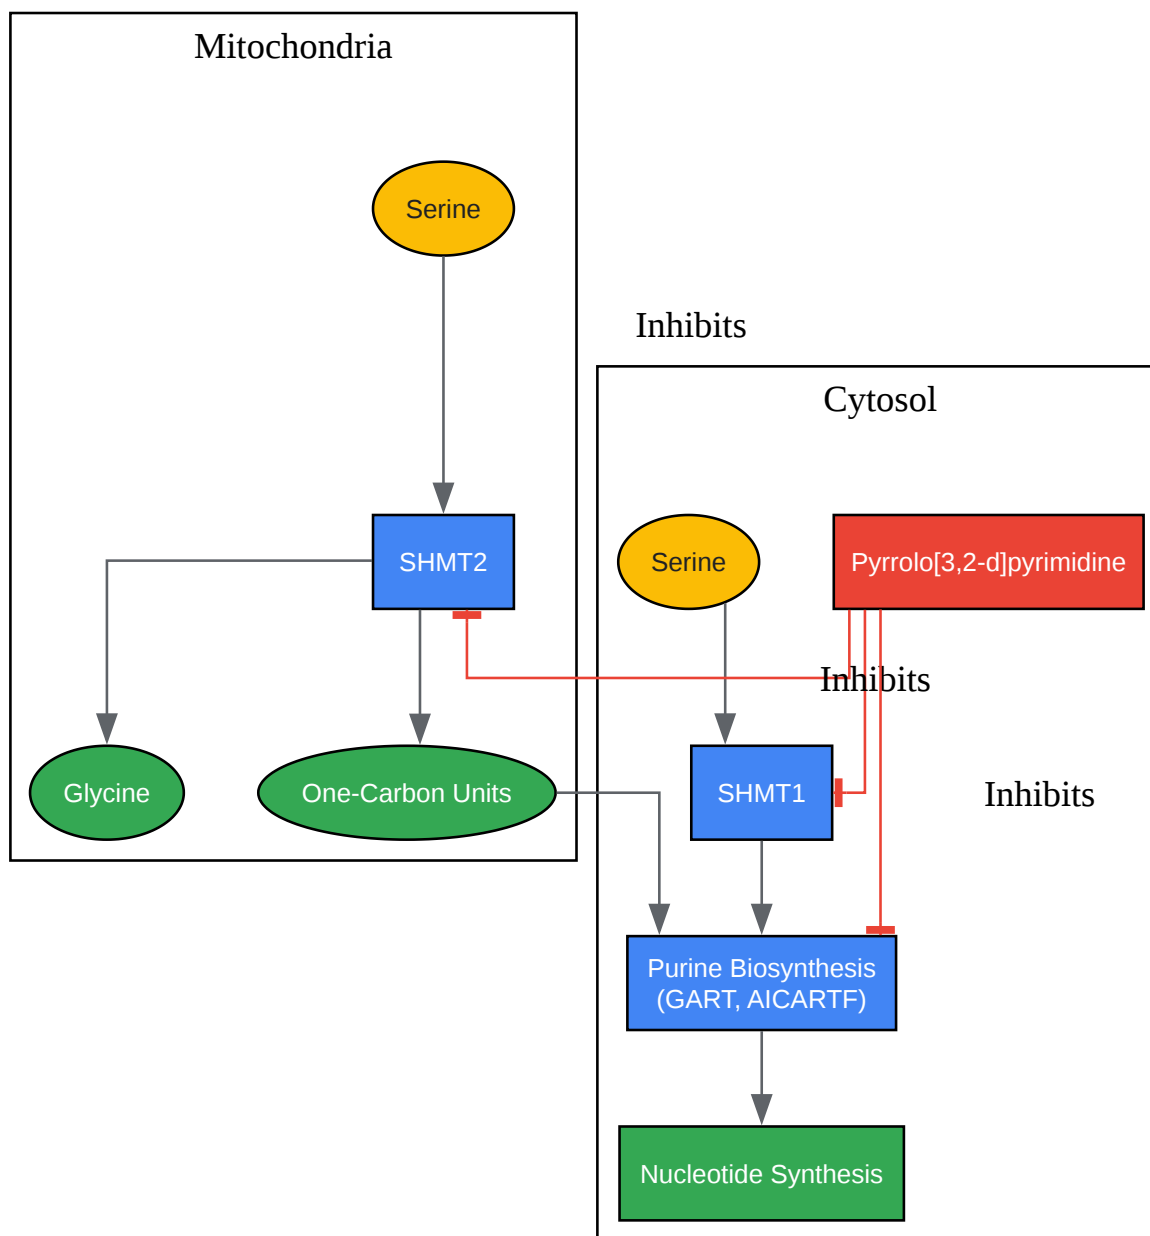 Mitochondria
Serine
Inhibits
Cytosol
SHMT2
Serine
Pyrrolo[3,2-d]pyrimidine
Inhibits
Glycine
One-Carbon Units
SHMT1
Inhibits
Purine Biosynthesis
(GART, AICARTF)
Nucleotide Synthesis